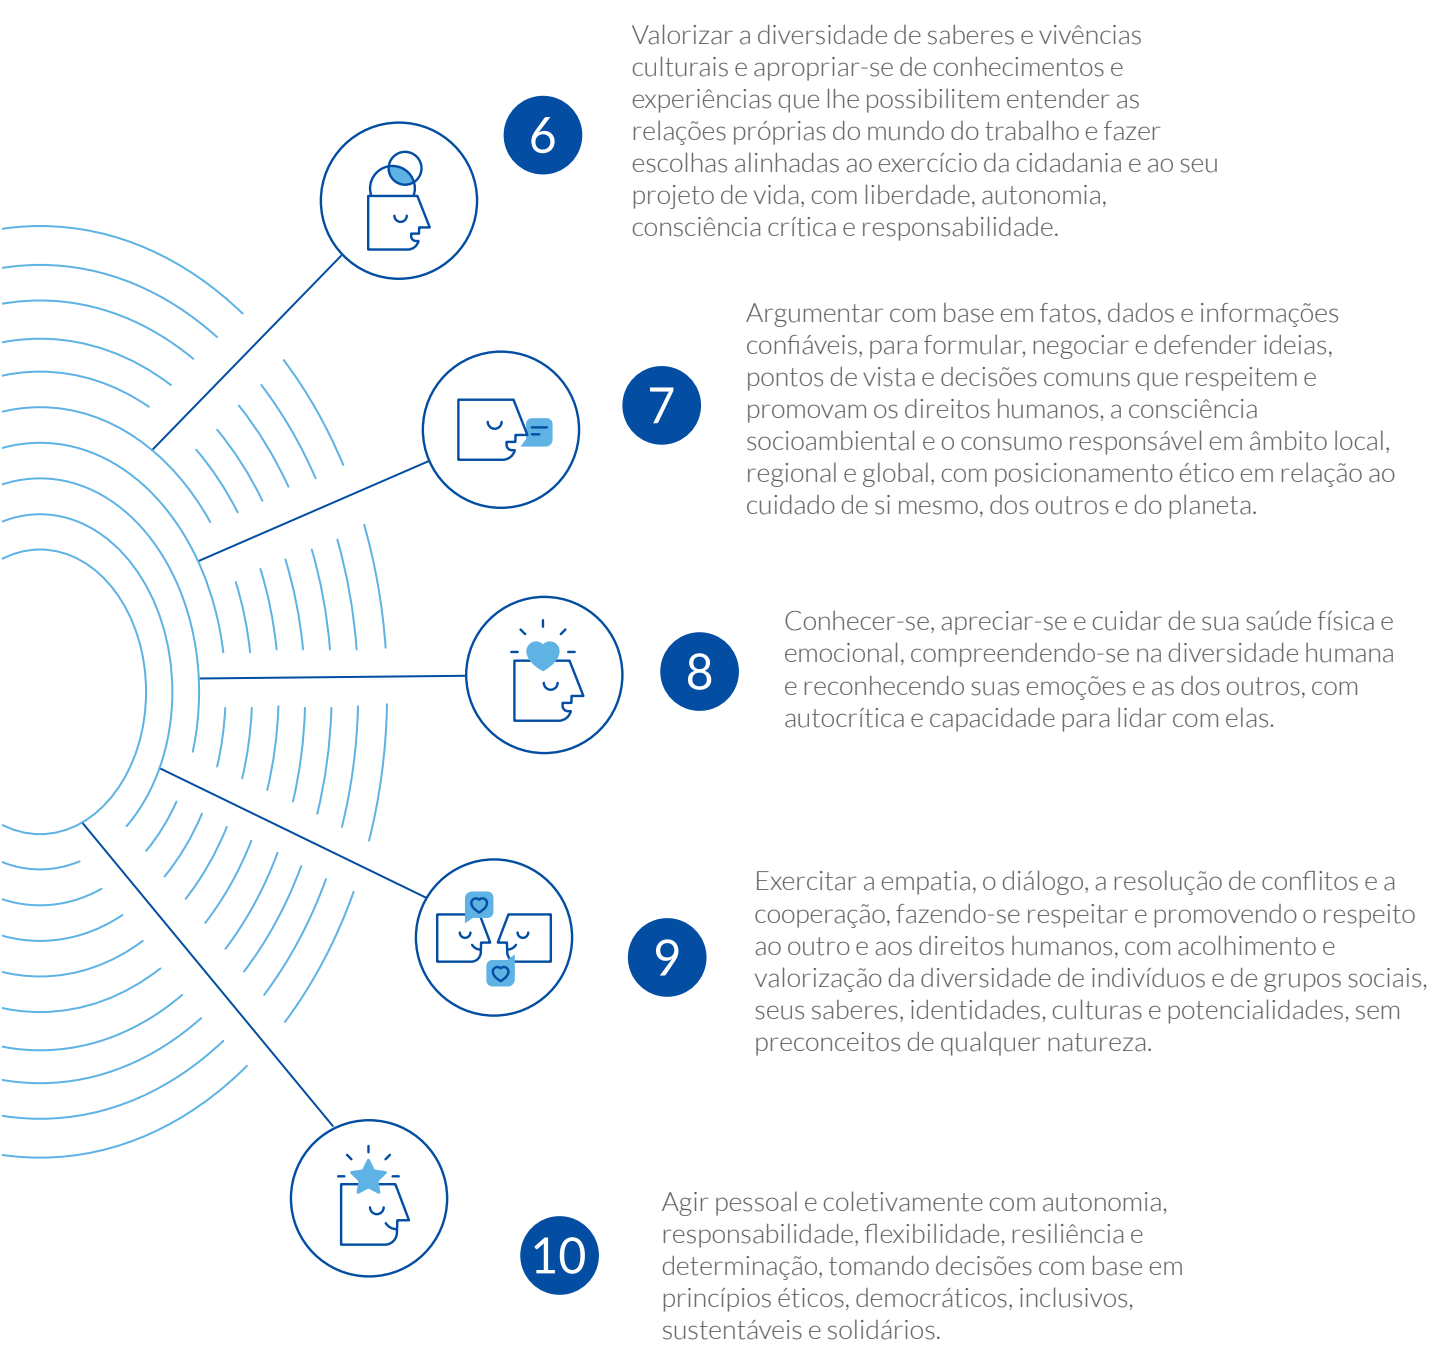 6
Valorizar a diversidade de saberes e vivências
culturais e apropriar-se de conhecimentos e
experiências que lhe possibilitem entender as
relações próprias do mundo do trabalho e fazer
escolhas alinhadas ao exercício da cidadania e ao seu
projeto de vida, com liberdade, autonomia,
consciência crítica e responsabilidade.
7
Argumentar com base em fatos, dados e informações
confiáveis, para formular, negociar e defender ideias,
pontos de vista e decisões comuns que respeitem e
promovam os direitos humanos, a consciência
socioambiental e o consumo responsável em âmbito local,
regional e global, com posicionamento ético em relação ao
cuidado de si mesmo, dos outros e do planeta.
8
Conhecer-se, apreciar-se e cuidar de sua saúde física e
emocional, compreendendo-se na diversidade humana
e reconhecendo suas emoções e as dos outros, com
autocrítica e capacidade para lidar com elas.
9
Exercitar a empatia, o diálogo, a resolução de conflitos e a
cooperação, fazendo-se respeitar e promovendo o respeito
ao outro e aos direitos humanos, com acolhimento e
valorização da diversidade de indivíduos e de grupos sociais,
seus saberes, identidades, culturas e potencialidades, sem
preconceitos de qualquer natureza.
10
Agir pessoal e coletivamente com autonomia,
responsabilidade, flexibilidade, resiliência e
determinação, tomando decisões com base em
princípios éticos, democráticos, inclusivos,
sustentáveis e solidários.